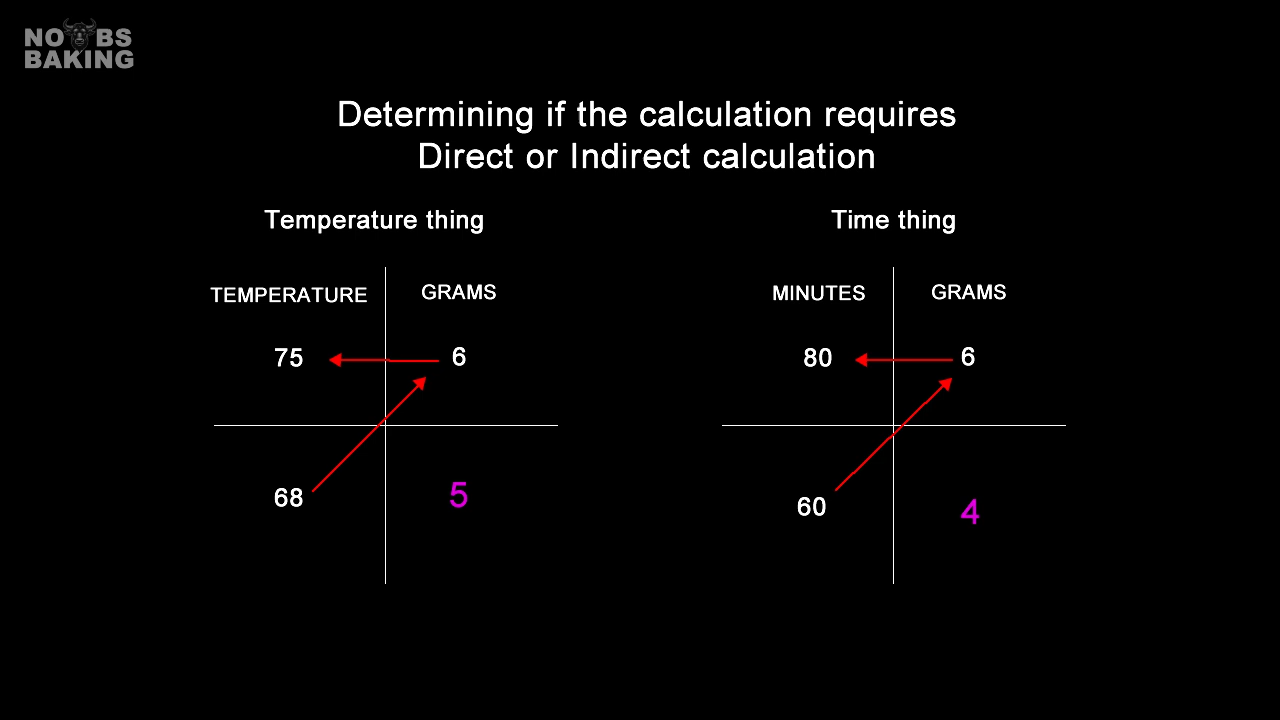 NO BS
BAKING
Determining if the calculation requires
Direct or Indirect calculation
Temperature thing
TEMPERATURE GRAMS
75 6
68 5
Time thing
MINUTES GRAMS
80 6
60 4